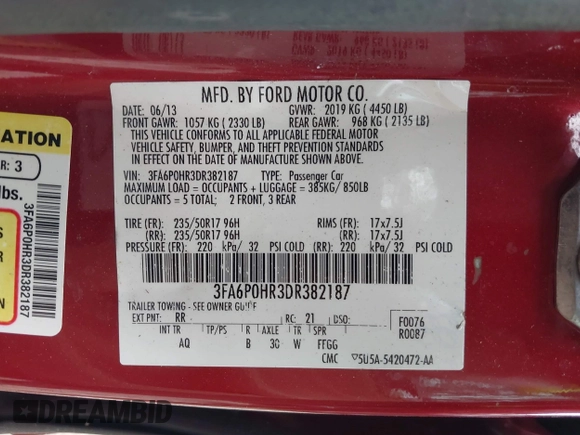 MFD. BY FORD MOTOR CO.
DATE: 06/13 GVWR: 2019 KG ( 4450 LB)
FRONT GAWR: 1057 KG ( 2330 LB) REAR GAWR: 968 KG ( 2135 LB)
THIS VEHICLE CONFORMS TO ALL APPLICABLE FEDERAL MOTOR
VEHICLE SAFETY, BUMPER, AND THEFT PREVENTION STANDARDS
IN EFFECT ON THE DATE OF MANUFACTURE SHOWN ABOVE.
VIN: 3FA6P0HR3DR382187 TYPE: Passenger Car
MAXIMUM LOAD = OCCUPANTS + LUGGAGE = 385KG/ 850LB
OCCUPANTS = 5 TOTAL; 2 FRONT, 3 REAR
TIRE (FR): 235/50R17 96H RIMS (FR): 17x7.5J
(RR): 235/50R17 96H (RR): 17x7.5J
PRESSURE (FR): 220 kPa/ 32 PSI COLD (RR): 220 kPa/ 32 PSI COLD
3FA6P0HR3DR382187
TRAILER TOWING - SEE OWNER GUIDE
EXT PNT: RR RC: 21 DSO: F0076
R0087
INT TR TP/PS R AXLE TR SPR
AQ B 30 W FFGG
CMC 5U5A-5420472-AA
ATION
R: 3
lbs.
3FA6P0HR3DR382187
R
DREAMBID